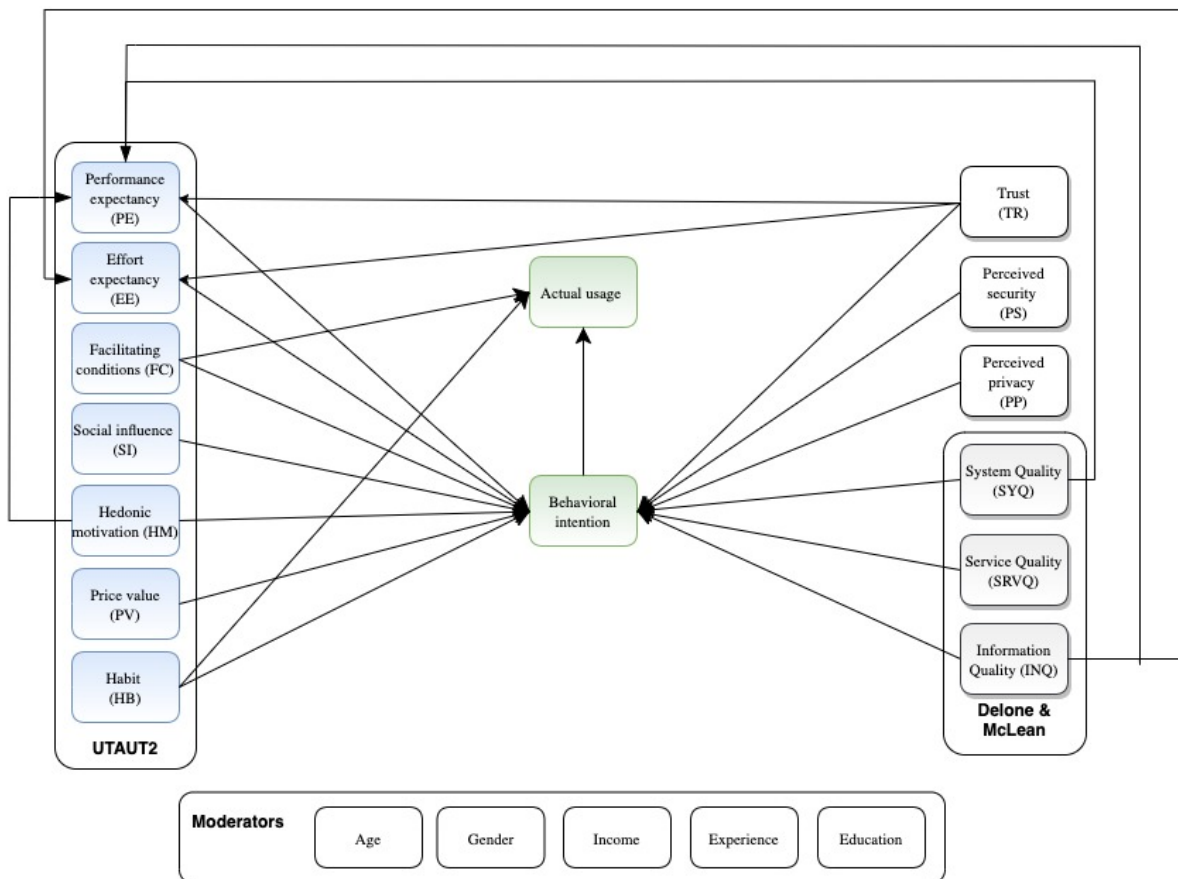 Performance
expectancy
(PE)
Effort
expectancy
(EE)
Facilitating
conditions (FC)
Social influence
(SI)
Hedonic
motivation (HM)
Price value
(PV)
Habit
(HB)
UTAUT2
Actual usage
Behavioral
intention
Trust
(TR)
Perceived
security
(PS)
Perceived
privacy
(PP)
System Quality
(SYQ)
Service Quality
(SRVQ)
Information
Quality (INQ)
Delone &
McLean
Moderators
Age
Gender
Income
Experience
Education